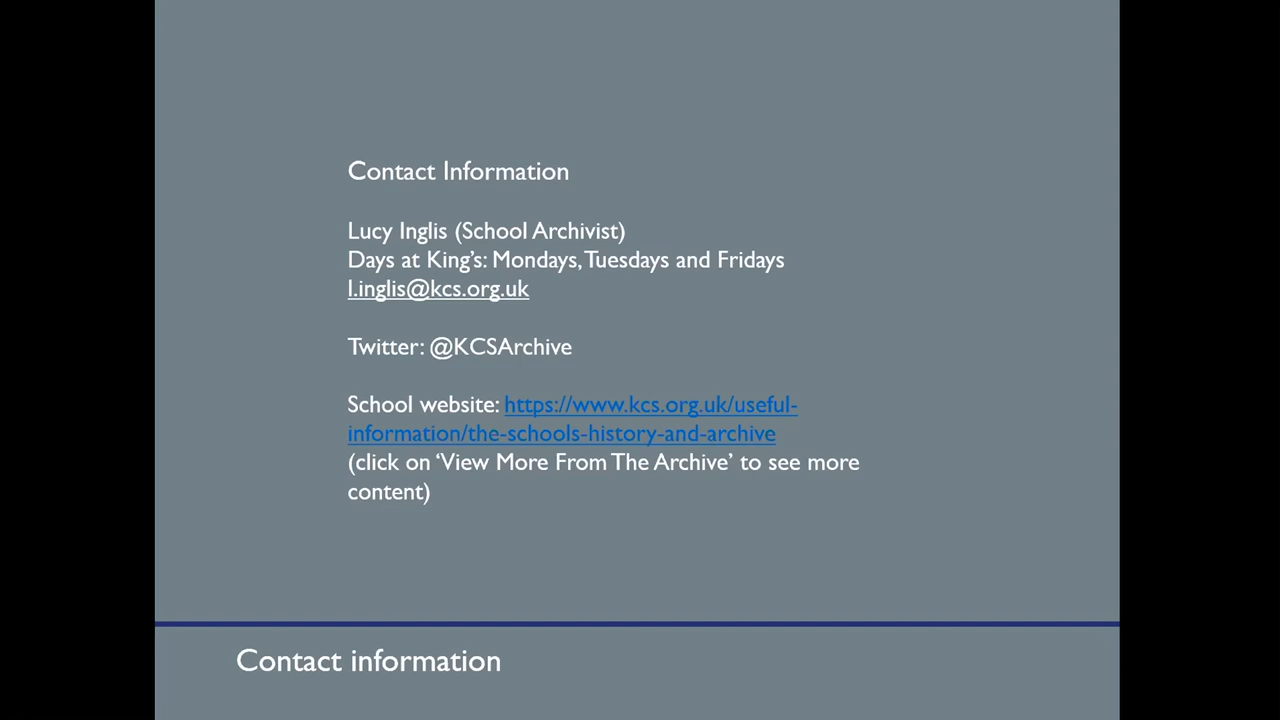 Contact Information
Lucy Inglis (School Archivist)
Days at King’s: Mondays, Tuesdays and Fridays
l.inglis@kcs.org.uk
Twitter: @KCSArchive
School website: https://www.kcs.org.uk/useful-
information/the-schools-history-and-archive
(click on ‘View More From The Archive’ to see more
content)
Contact information